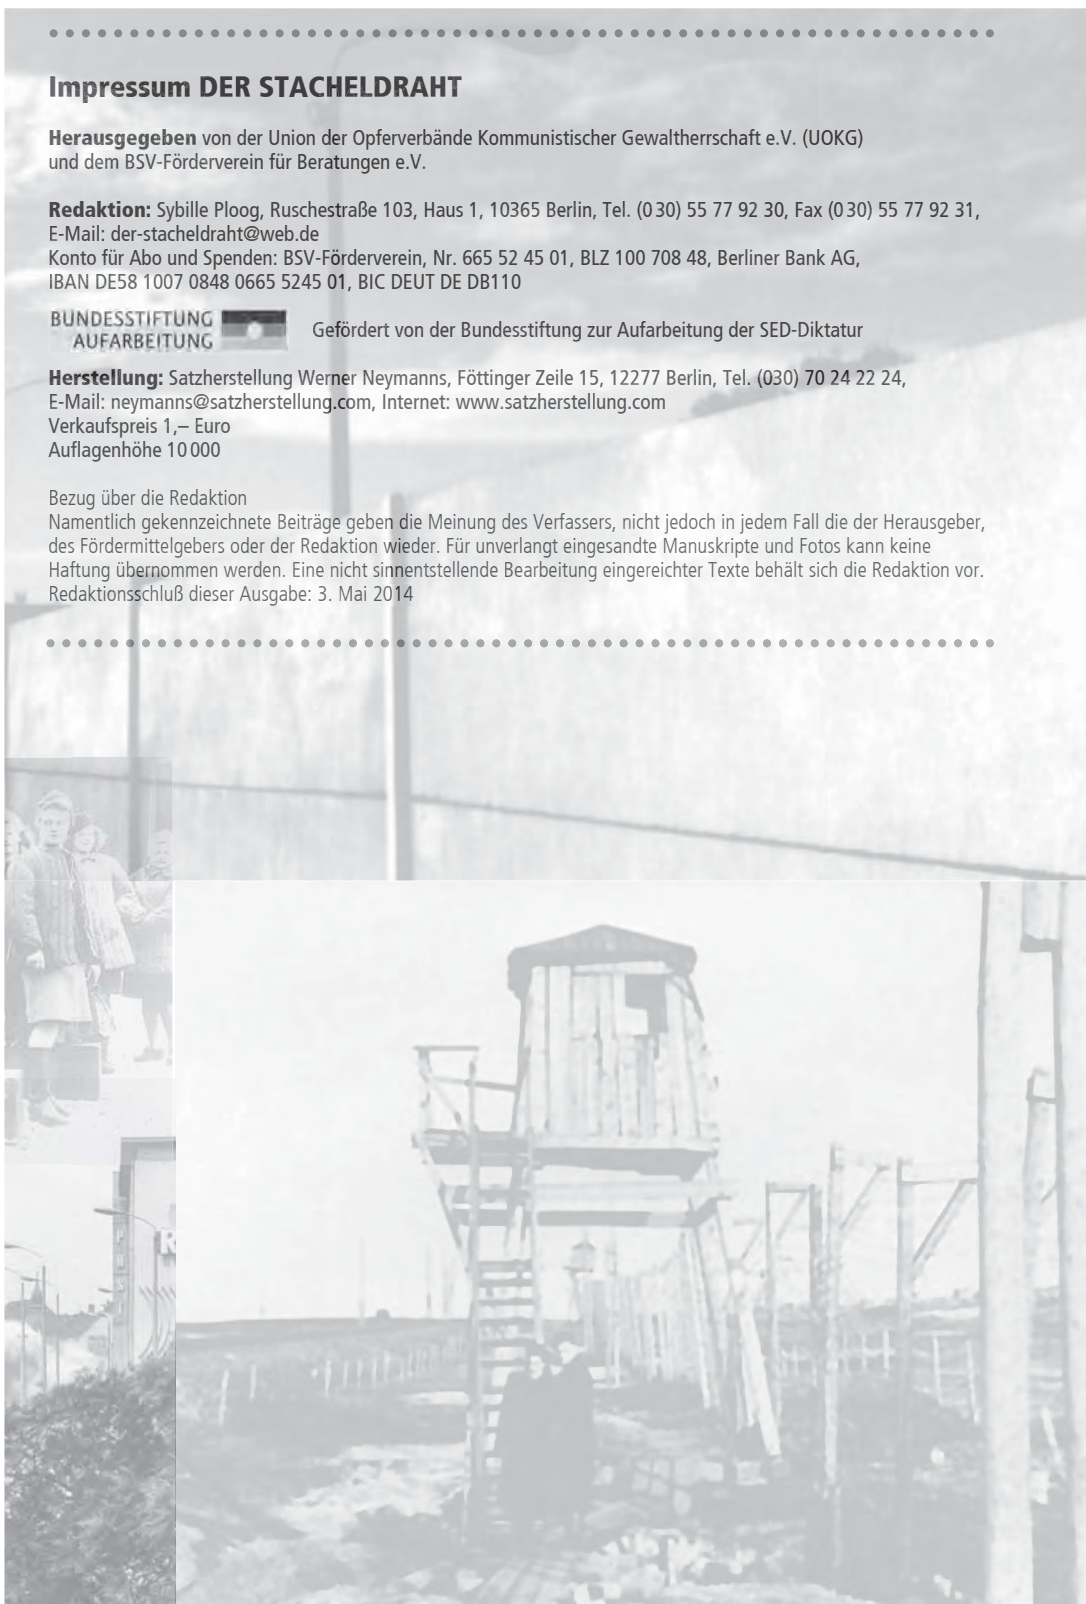 Impressum DER STACHELDRAHT
Herausgegeben von der Union der Opferverbände Kommunistischer Gewaltherrschaft e.V. (UOKG)
und dem BSV-Förderverein für Beratungen e.V.
Redaktion: Sybille Ploog, Ruschestraße 103, Haus 1, 10365 Berlin, Tel. (0 30) 55 77 92 30, Fax (0 30) 55 77 92 31,
E-Mail: der-stacheldraht@web.de
Konto für Abo und Spenden: BSV-Förderverein, Nr. 665 52 45 01, BLZ 100 708 48, Berliner Bank AG,
IBAN DE58 1007 0848 0665 5245 01, BIC DEUT DE DB110
BUNDESSTIFTUNG
AUFARBEITUNG
Gefördert von der Bundesstiftung zur Aufarbeitung der SED-Diktatur
Herstellung: Satzherstellung Werner Neymanns, Föttinger Zeile 15, 12277 Berlin, Tel. (030) 70 24 22 24,
E-Mail: neymanns@satzherstellung.com, Internet: www.satzherstellung.com
Verkaufspreis 1,– Euro
Auflagenhöhe 10 000
Bezug über die Redaktion
Namentlich gekennzeichnete Beiträge geben die Meinung des Verfassers, nicht jedoch in jedem Fall die der Herausgeber,
des Fördermittelgebers oder der Redaktion wieder. Für unverlangt eingesandte Manuskripte und Fotos kann keine
Haftung übernommen werden. Eine nicht sinnentstellende Bearbeitung eingereichter Texte behält sich die Redaktion vor.
Redaktionsschluß dieser Ausgabe: 3. Mai 2014